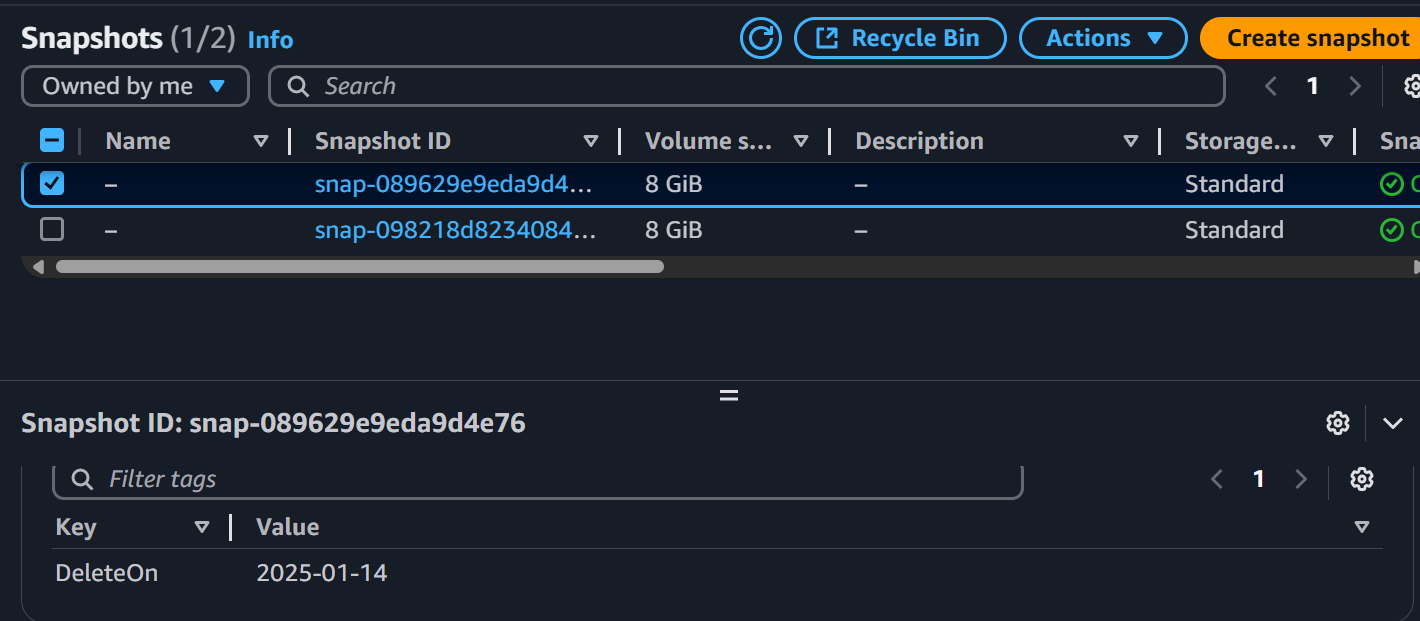 Snapshots (1/2) Info Recycle Bin Actions Create snapshot
Owned by me Search 1
Name Snapshot ID Volume s... Description Storage... Sna
– snap-089629e9eda9d4... 8 GiB – Standard
– snap-098218d8234084... 8 GiB – Standard
Snapshot ID: snap-089629e9eda9d4e76
Filter tags 1
Key Value
DeleteOn 2025-01-14